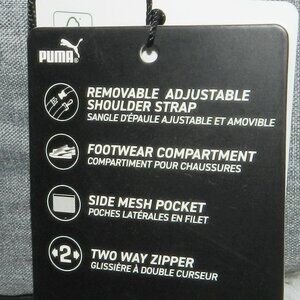 PUMA
REMOVABLE ADJUSTABLE
SHOULDER STRAP
SANGLE D'ÉPAULE AJUSTABLE ET AMOVIBLE
FOOTWEAR COMPARTMENT
COMPARTIMENT POUR CHAUSSURES
SIDE MESH POCKET
POCHES LATÉRALES EN FILET
2
TWO WAY ZIPPER
GLISSIÈRE À DOUBLE CURSEUR